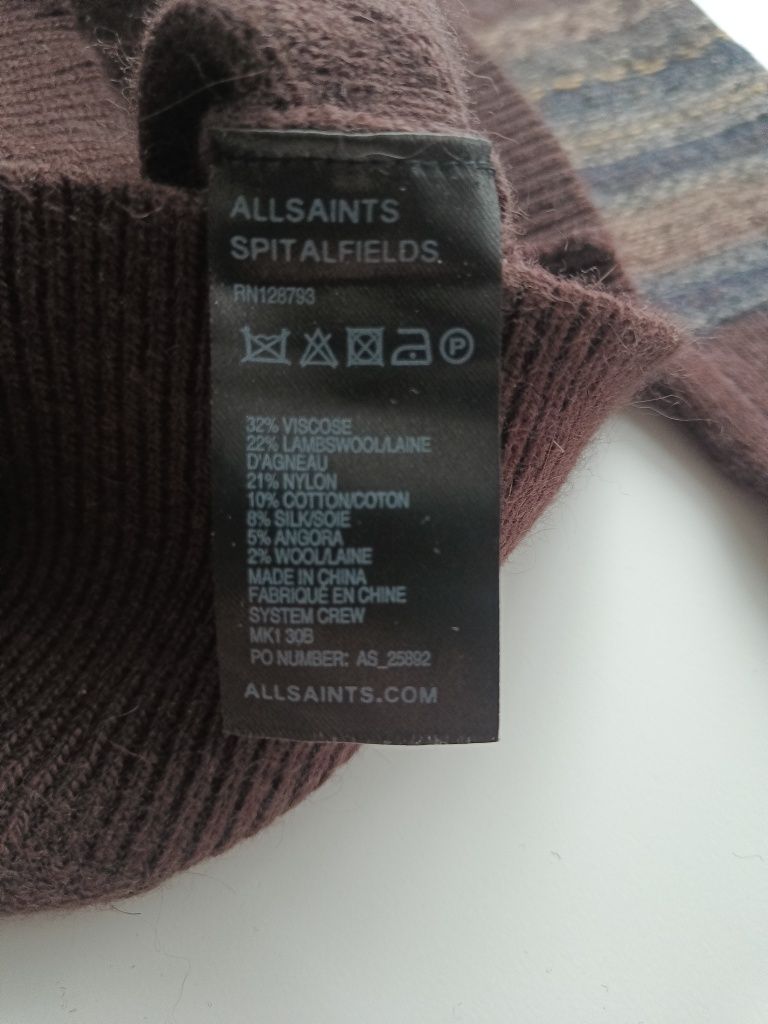 ALLSAINTS
SPITALFIELDS
RN128793
P
32% VISCOSE
22% LAMBSWOOL/LAINE
D'AGNEAU
21% NYLON
10% COTTON/COTON
8% SILK/SOIE
5% ANGORA
2% WOOL/LAINE
MADE IN CHINA
FABRIQUÉ EN CHINE
SYSTEM CREW
MK130B
PO NUMBER: AS_25892
ALLSAINTS.COM